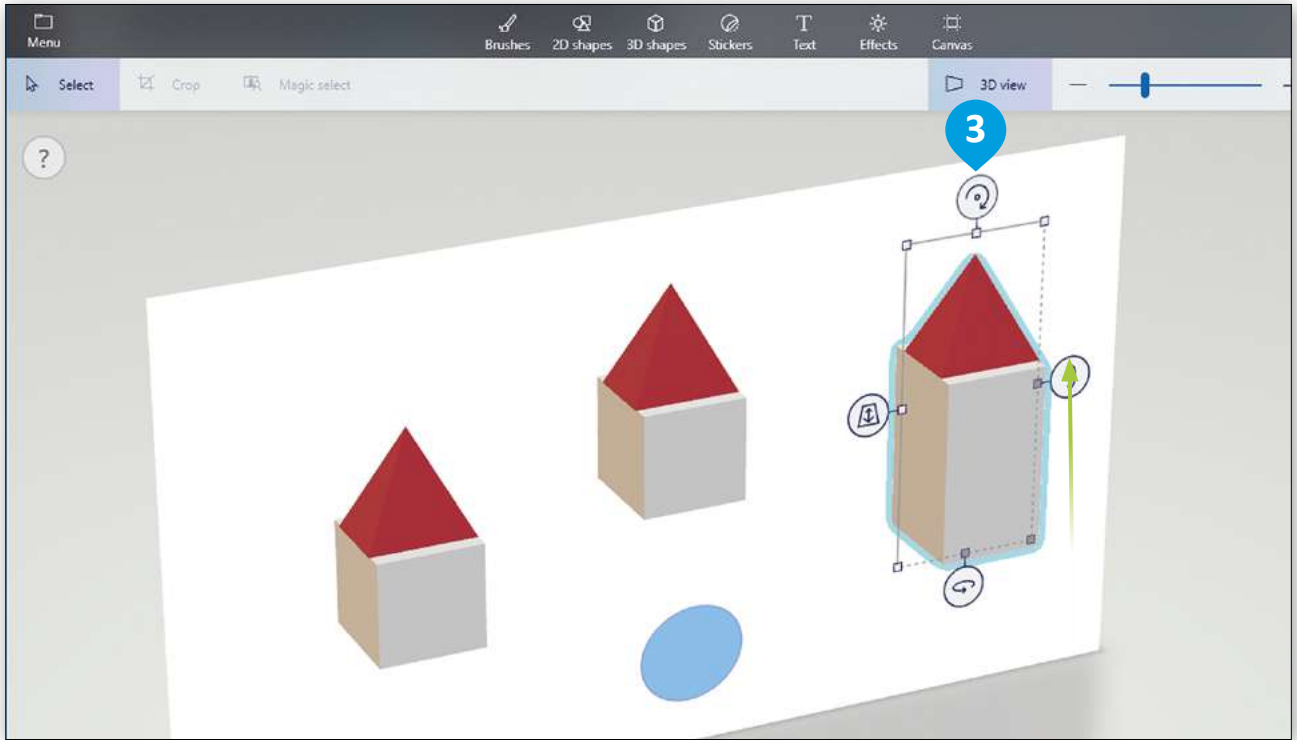 Menu
Brushes 2D shapes 3D shapes Stickers Text Effects Canvas
Select Crop Magic select 3D view
3
?